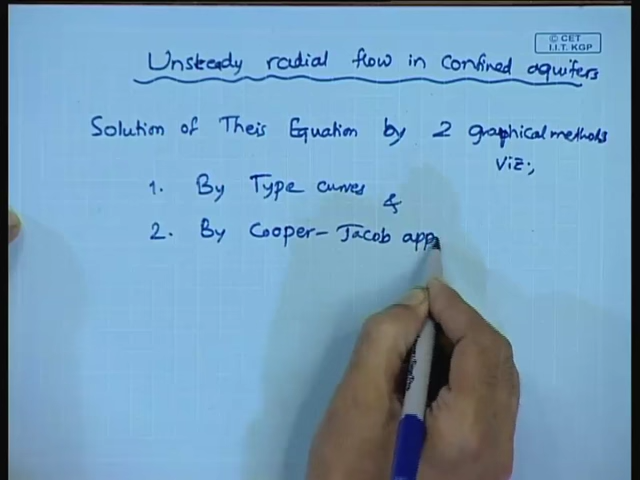 © CET
I.I.T. KGP
Unsteady radial flow in confined aquifers
Solution of Theis Equation by 2 graphical methods
Viz;,
1. By Type curves &
2. By Cooper-Jacob app